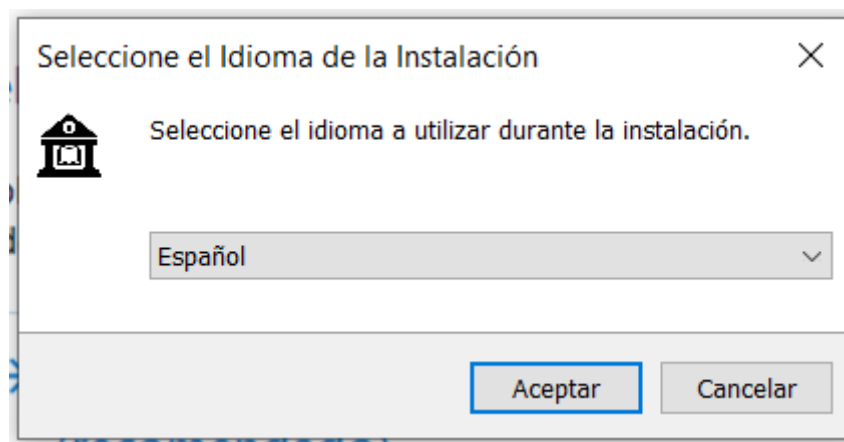 Seleccione el Idioma de la Instalación
Seleccione el idioma a utilizar durante la instalación.
Español
Aceptar
Cancelar